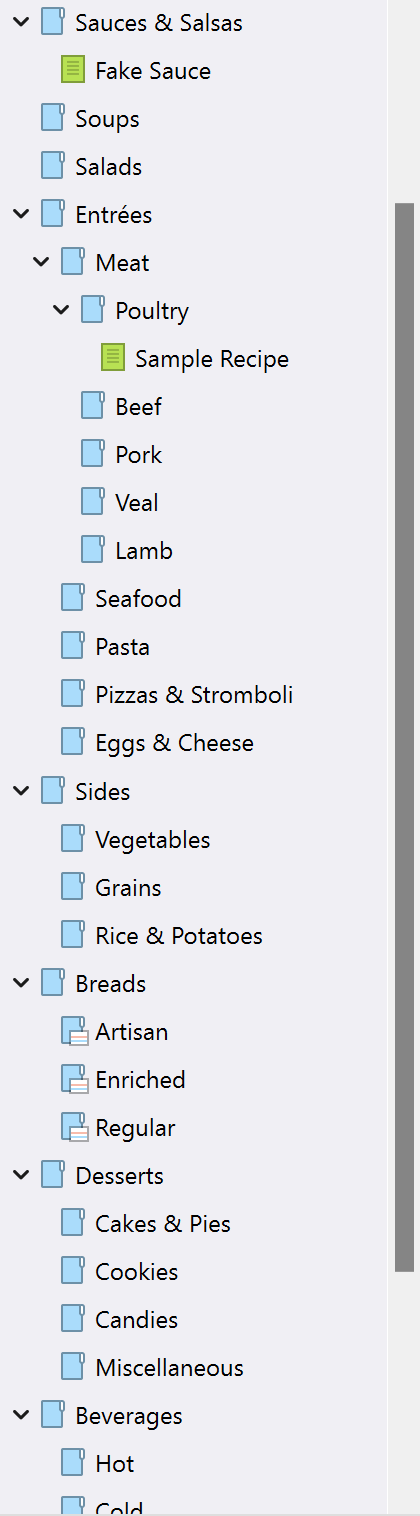 Sauces & Salsas
Fake Sauce
Soups
Salads
Entrées
Meat
Poultry
Sample Recipe
Beef
Pork
Veal
Lamb
Seafood
Pasta
Pizzas & Stromboli
Eggs & Cheese
Sides
Vegetables
Grains
Rice & Potatoes
Breads
Artisan
Enriched
Regular
Desserts
Cakes & Pies
Cookies
Candies
Miscellaneous
Beverages
Hot
Cold